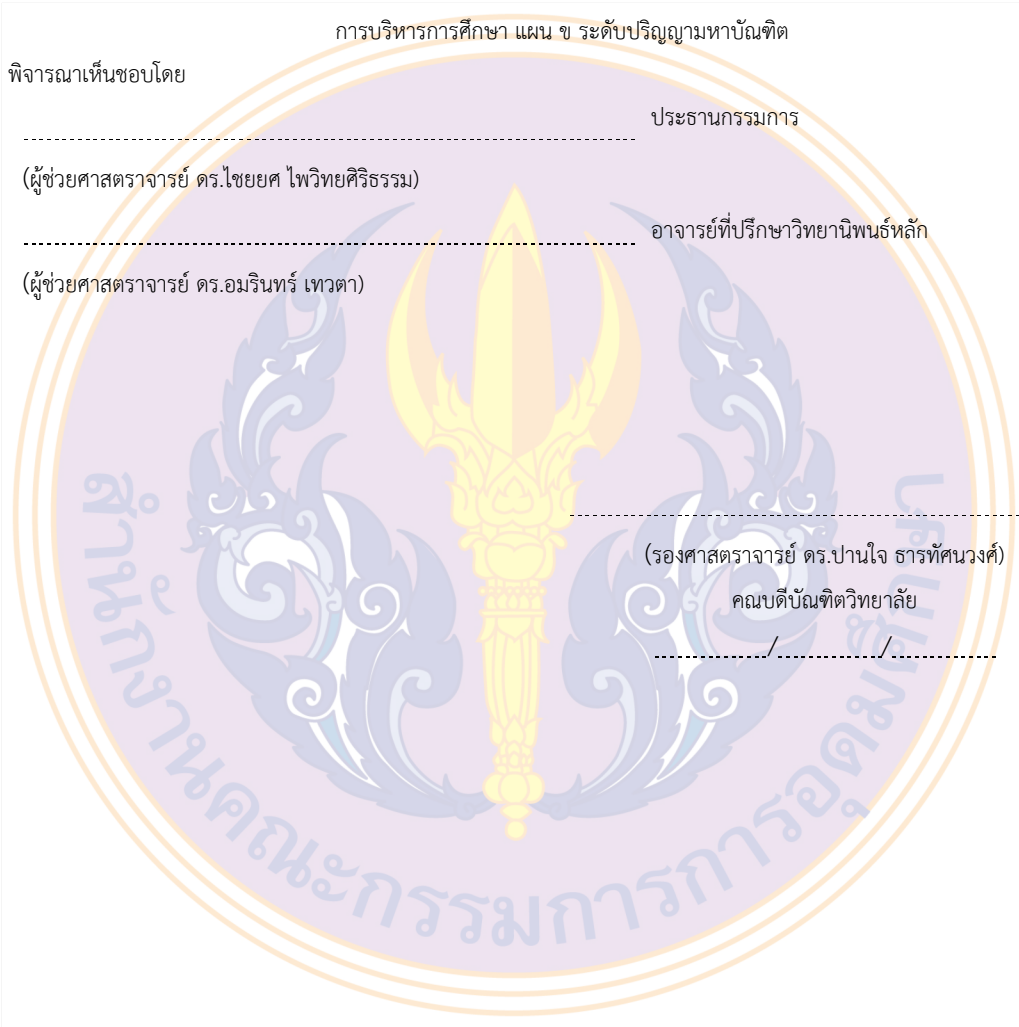 การบริหารการศึกษา แผน ข ระดับปริญญามหาบัณฑิต
พิจารณาเห็นชอบโดย
ประธานกรรมการ
(ผู้ช่วยศาสตราจารย์ ดร.ไชยยศ ไพวิทยศิริธรรม)
อาจารย์ที่ปรึกษาวิทยานิพนธ์หลัก
(ผู้ช่วยศาสตราจารย์ ดร.อมรินทร์ เทวตา)
(รองศาสตราจารย์ ดร.ปานใจ ธารทัศนวงศ์)
คณบดีบัณฑิตวิทยาลัย
/ /
สำนักงานคณะกรรมการการอุดมศึกษา